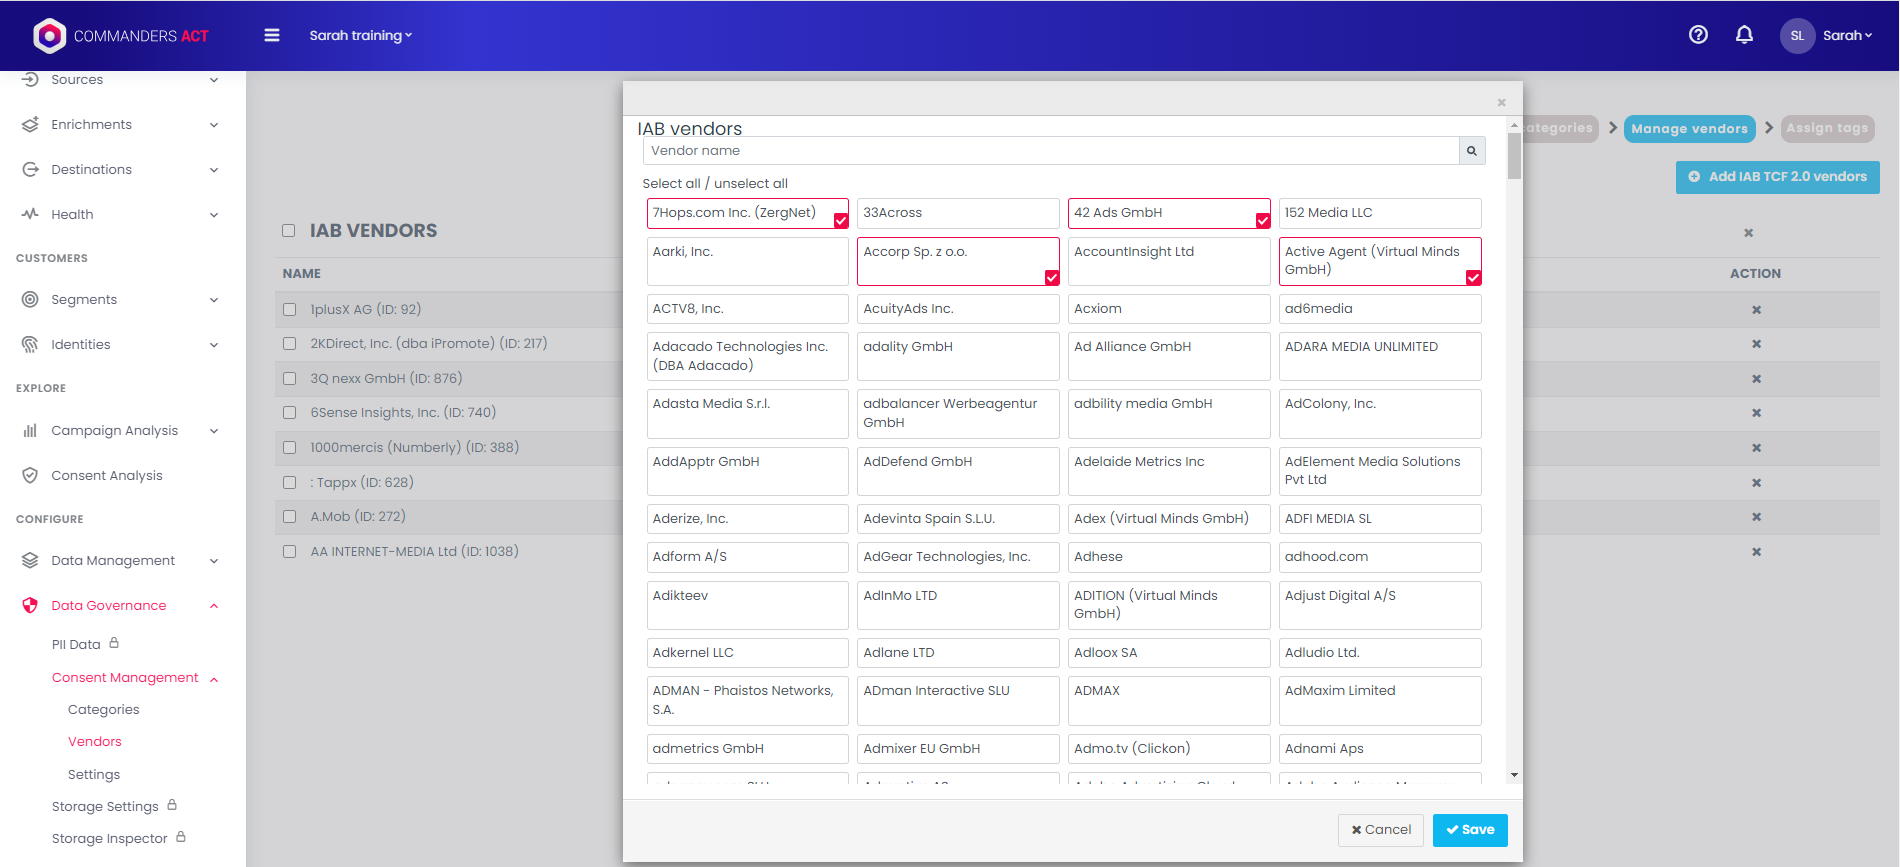 COMMANDERS ACT
Sarah training
SL
Sarah
Sources
Enrichments
Destinations
Health
CUSTOMERS
Segments
Identities
EXPLORE
Campaign Analysis
Consent Analysis
CONFIGURE
Data Management
Data Governance
PII Data
Consent Management
Categories
Vendors
Settings
Storage Settings
Storage Inspector
ategories
Manage vendors
Assign tags
Add IAB TCF 2.0 vendors
IAB VENDORS
NAME
ACTION
1plusX AG (ID: 92)
2KDirect, Inc. (dba iPromote) (ID: 217)
3Q nexx GmbH (ID: 876)
6Sense Insights, Inc. (ID: 740)
1000mercis (Numberly) (ID: 388)
: Tappx (ID: 628)
A.Mob (ID: 272)
AA INTERNET-MEDIA Ltd (ID: 1038)
IAB vendors
Vendor name
Select all / unselect all
7Hops.com Inc. (ZergNet)
33Across
42 Ads GmbH
152 Media LLC
Aarki, Inc.
Accorp Sp. z o.o.
AccountInsight Ltd
Active Agent (Virtual Minds
GmbH)
ACTV8, Inc.
AcuityAds Inc.
Acxiom
ad6media
Adacado Technologies Inc.
(DBA Adacado)
adality GmbH
Ad Alliance GmbH
ADARA MEDIA UNLIMITED
Adasta Media S.r.l.
adbalancer Werbeagentur
GmbH
adbility media GmbH
AdColony, Inc.
AddApptr GmbH
AdDefend GmbH
Adelaide Metrics Inc
AdElement Media Solutions
Pvt Ltd
Aderize, Inc.
Adevinta Spain S.L.U.
Adex (Virtual Minds GmbH)
ADFI MEDIA SL
Adform A/S
AdGear Technologies, Inc.
Adhese
adhood.com
Adikteev
AdInMo LTD
ADITION (Virtual Minds
GmbH)
Adjust Digital A/S
Adkernel LLC
Adlane LTD
Adloox SA
Adludio Ltd.
ADMAN - Phaistos Networks,
S.A.
ADman Interactive SLU
ADMAX
AdMaxim Limited
admetrics GmbH
Admixer EU GmbH
Admo.tv (Clickon)
Adnami Aps
Cancel
Save